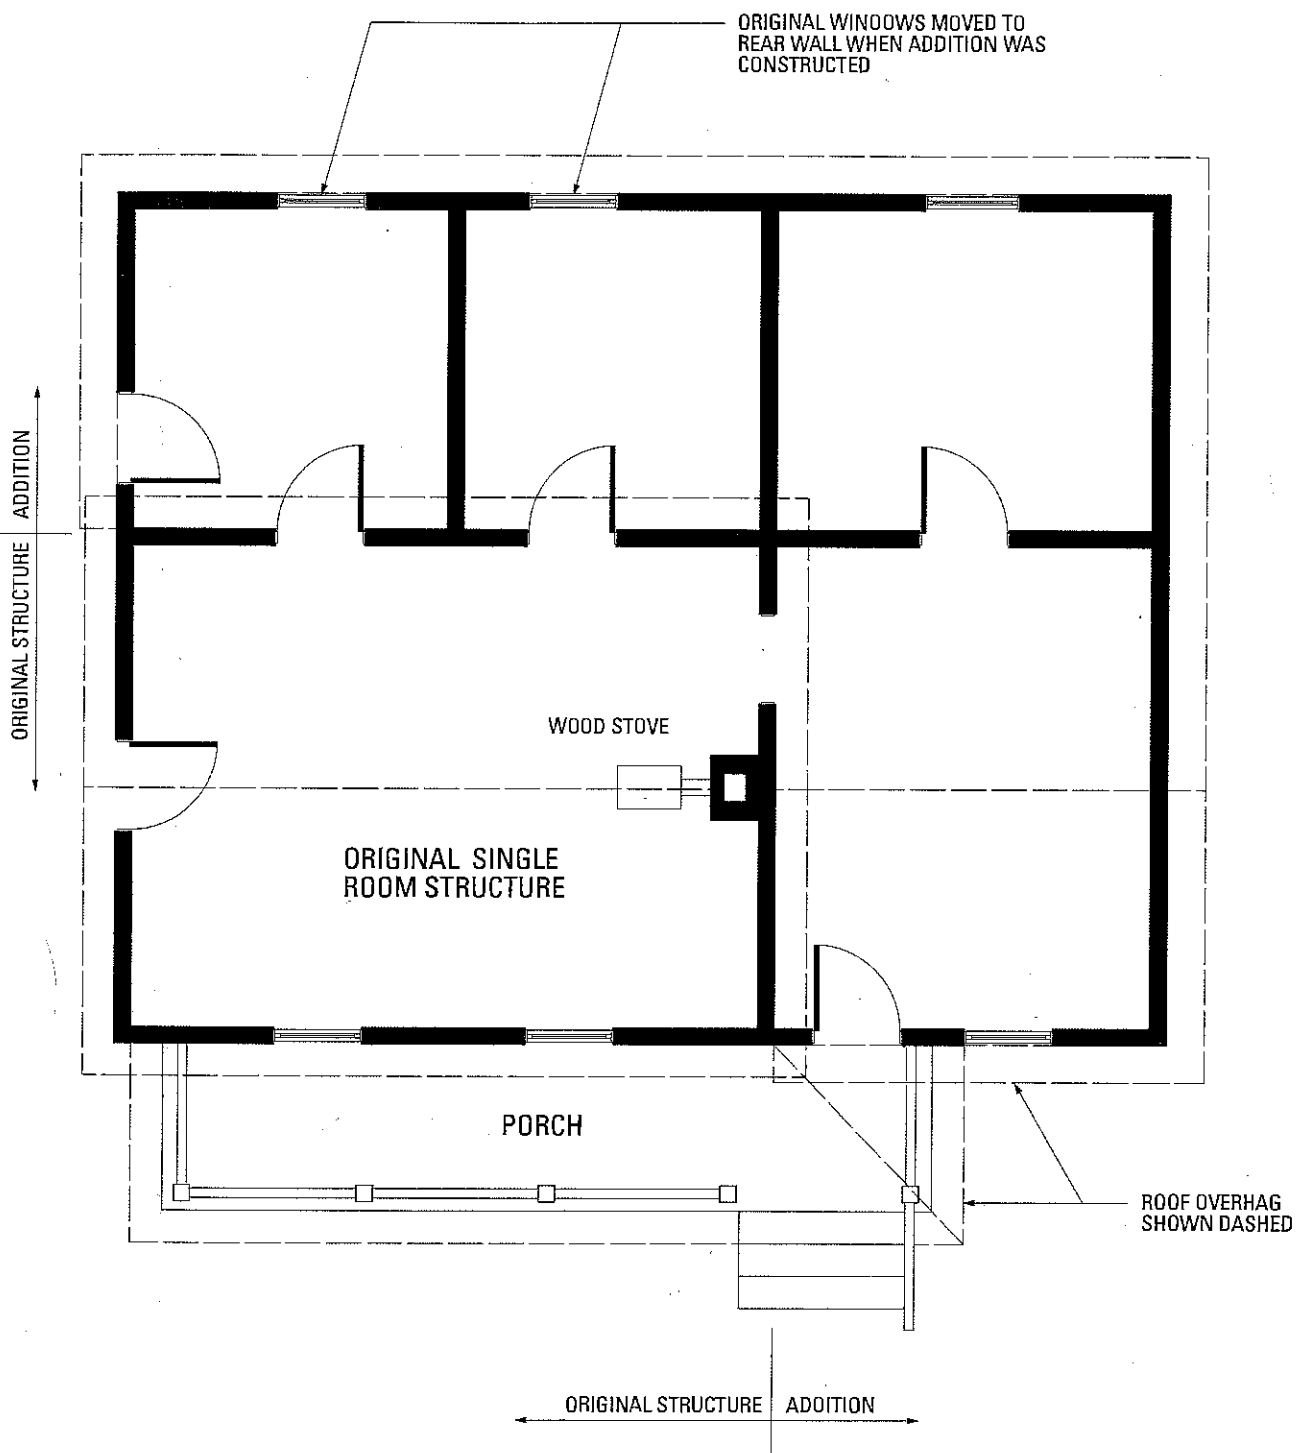 ORIGINAL WINOOWS MOVED TO
REAR WALL WHEN ADDITION WAS
CONSTRUCTED
ADDITION
ORIGINAL STRUCTURE
WOOD STOVE
ORIGINAL SINGLE
ROOM STRUCTURE
PORCH
ROOF OVERHAG
SHOWN DASHED
ORIGINAL STRUCTURE
ADOITION